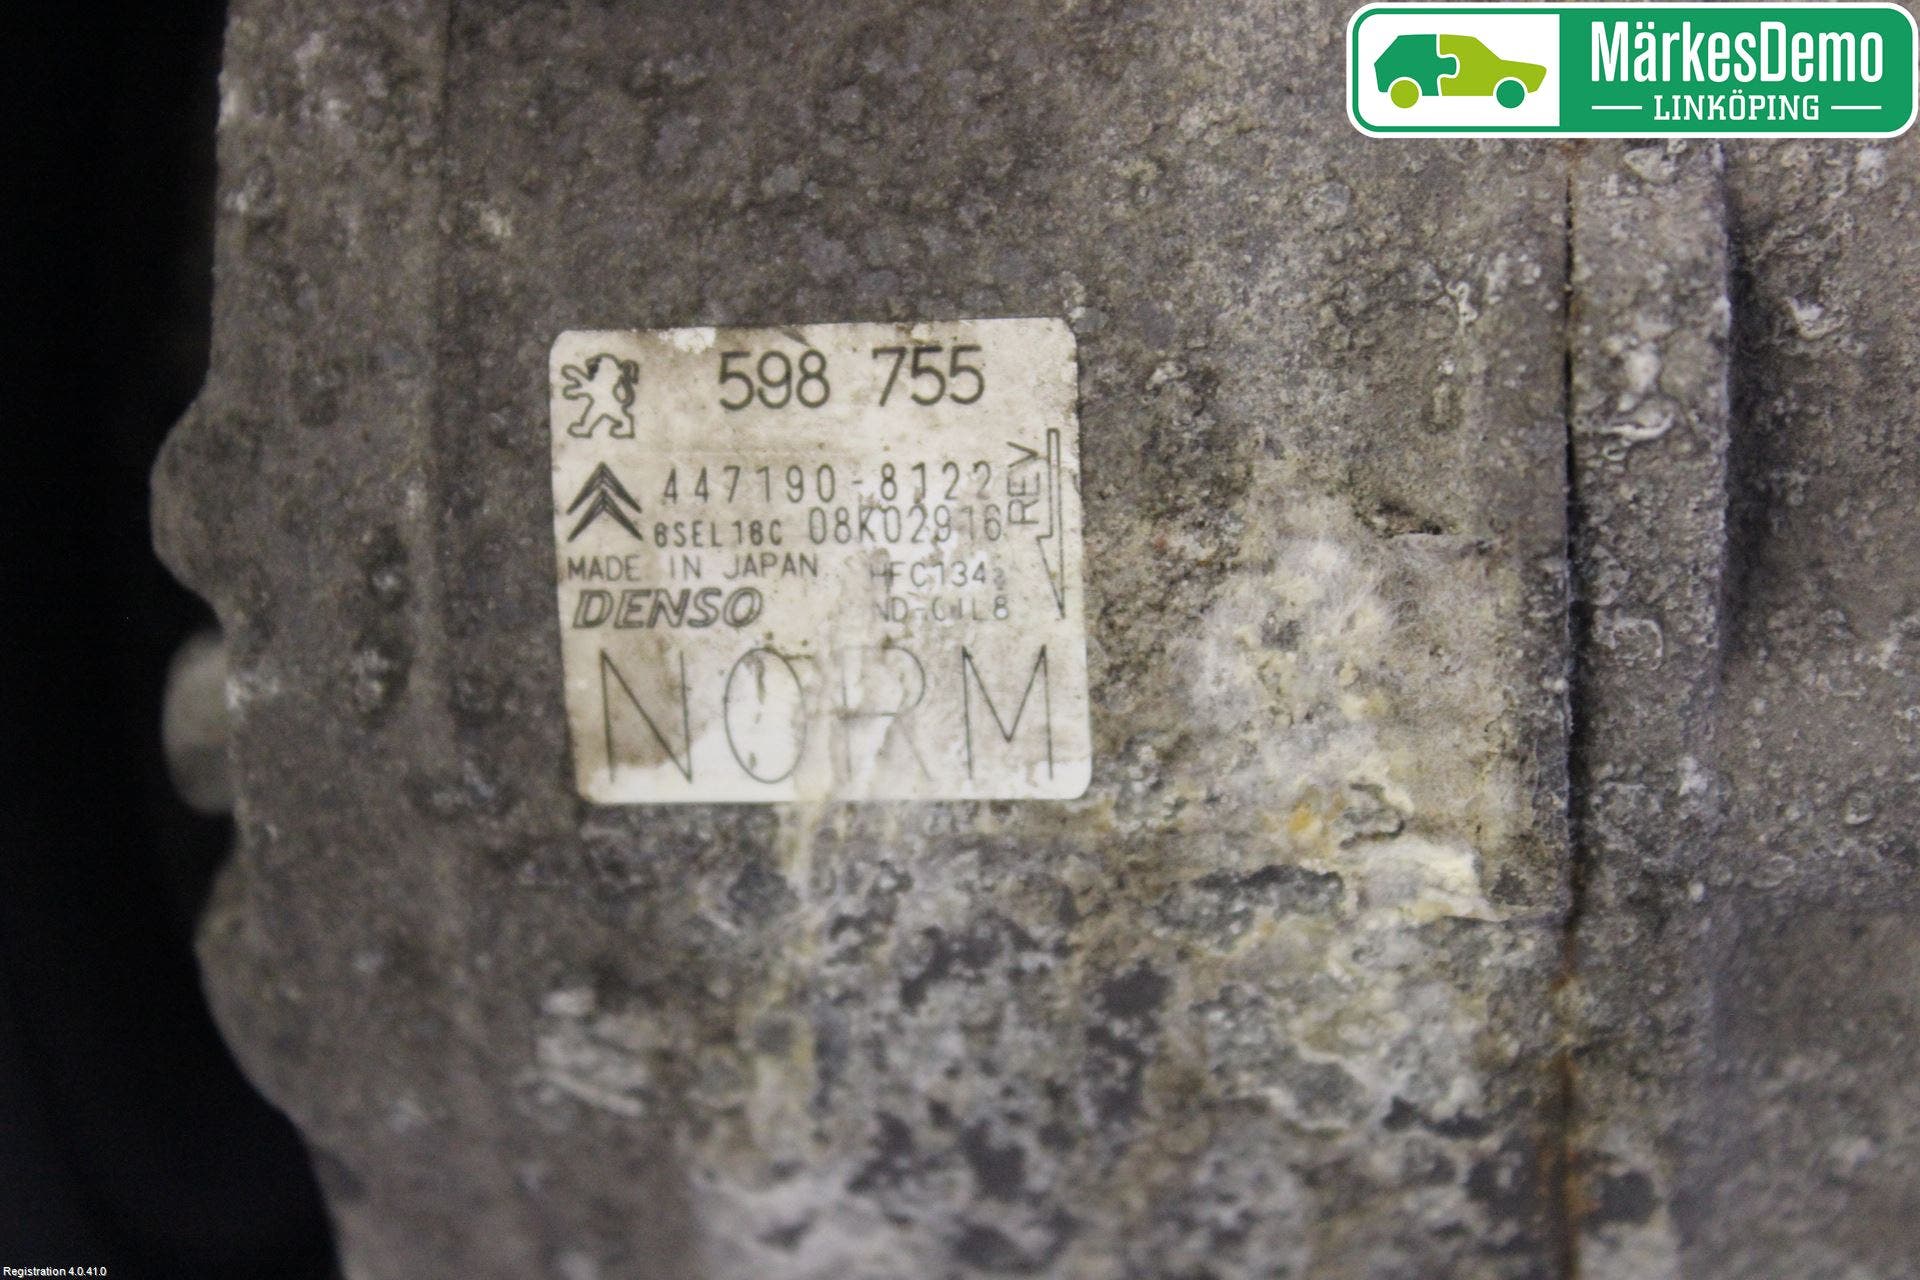 MärkesDemo
LINKÖPING
598 755
447190-8122
6SEL16C 08K02916
REV
MADE IN JAPAN HFC134a
DENSO ND-OIL8
NORM
Registration 4.0.41.0